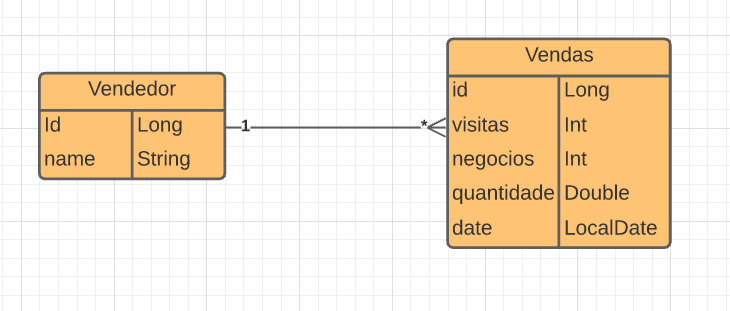 Vendedor
Id Long
name String
1
*
Vendas
id Long
visitas Int
negocios Int
quantidade Double
date LocalDate